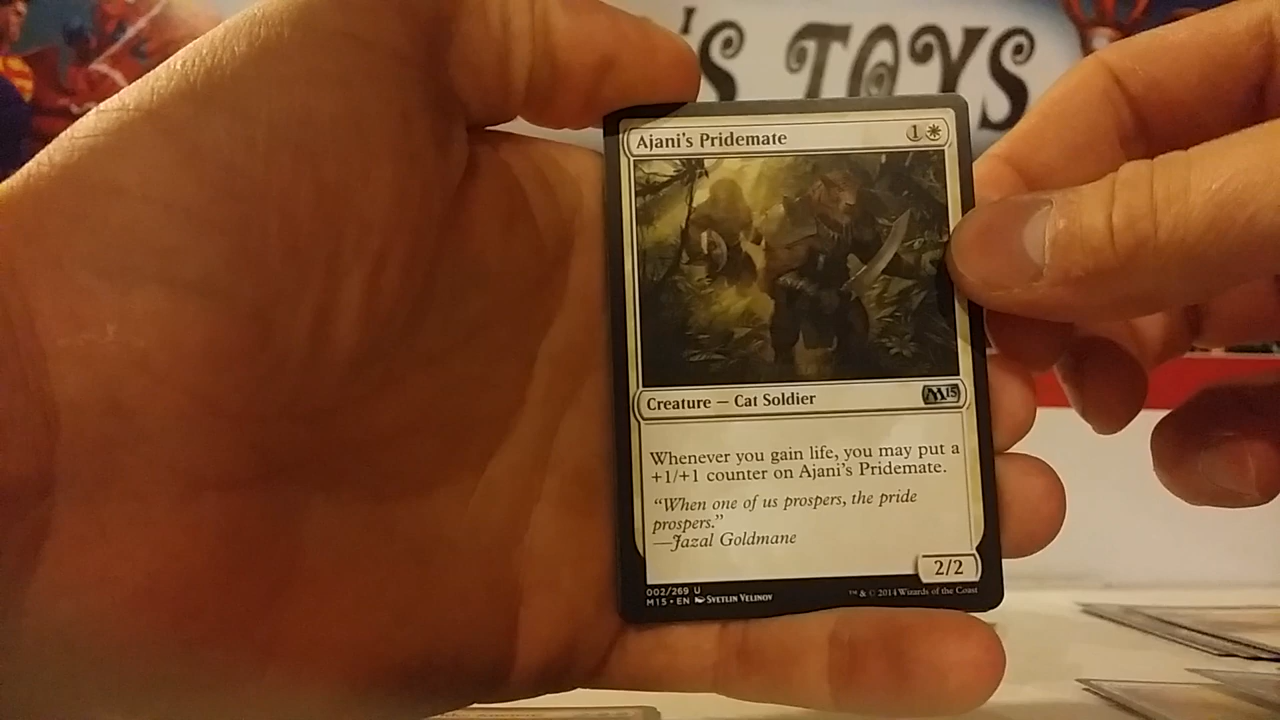 'S TOYS
Ajani's Pridemate 1
Creature — Cat Soldier M15
Whenever you gain life, you may put a
+1/+1 counter on Ajani's Pridemate.
"When one of us prospers, the pride
prospers."
—Jazal Goldmane
2/2
002/269 U
M15 • EN Svetlin Velinov
™ & © 2014 Wizards of the Coast